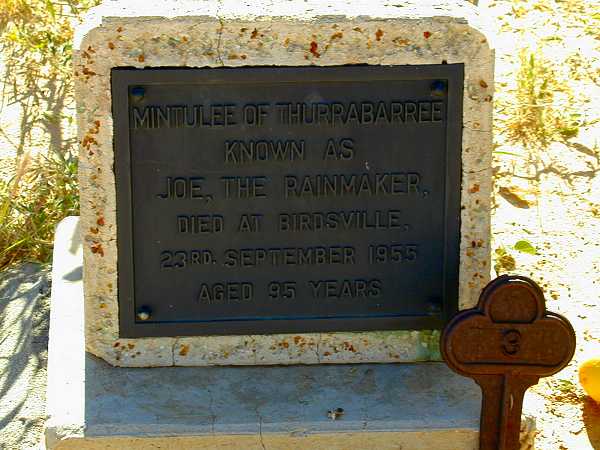 MINTULEE OF THURRABARREE
KNOWN AS
JOE, THE RAINMAKER,
DIED AT BIRDSVILLE,
23RD. SEPTEMBER 1955
AGED 95 YEARS
3